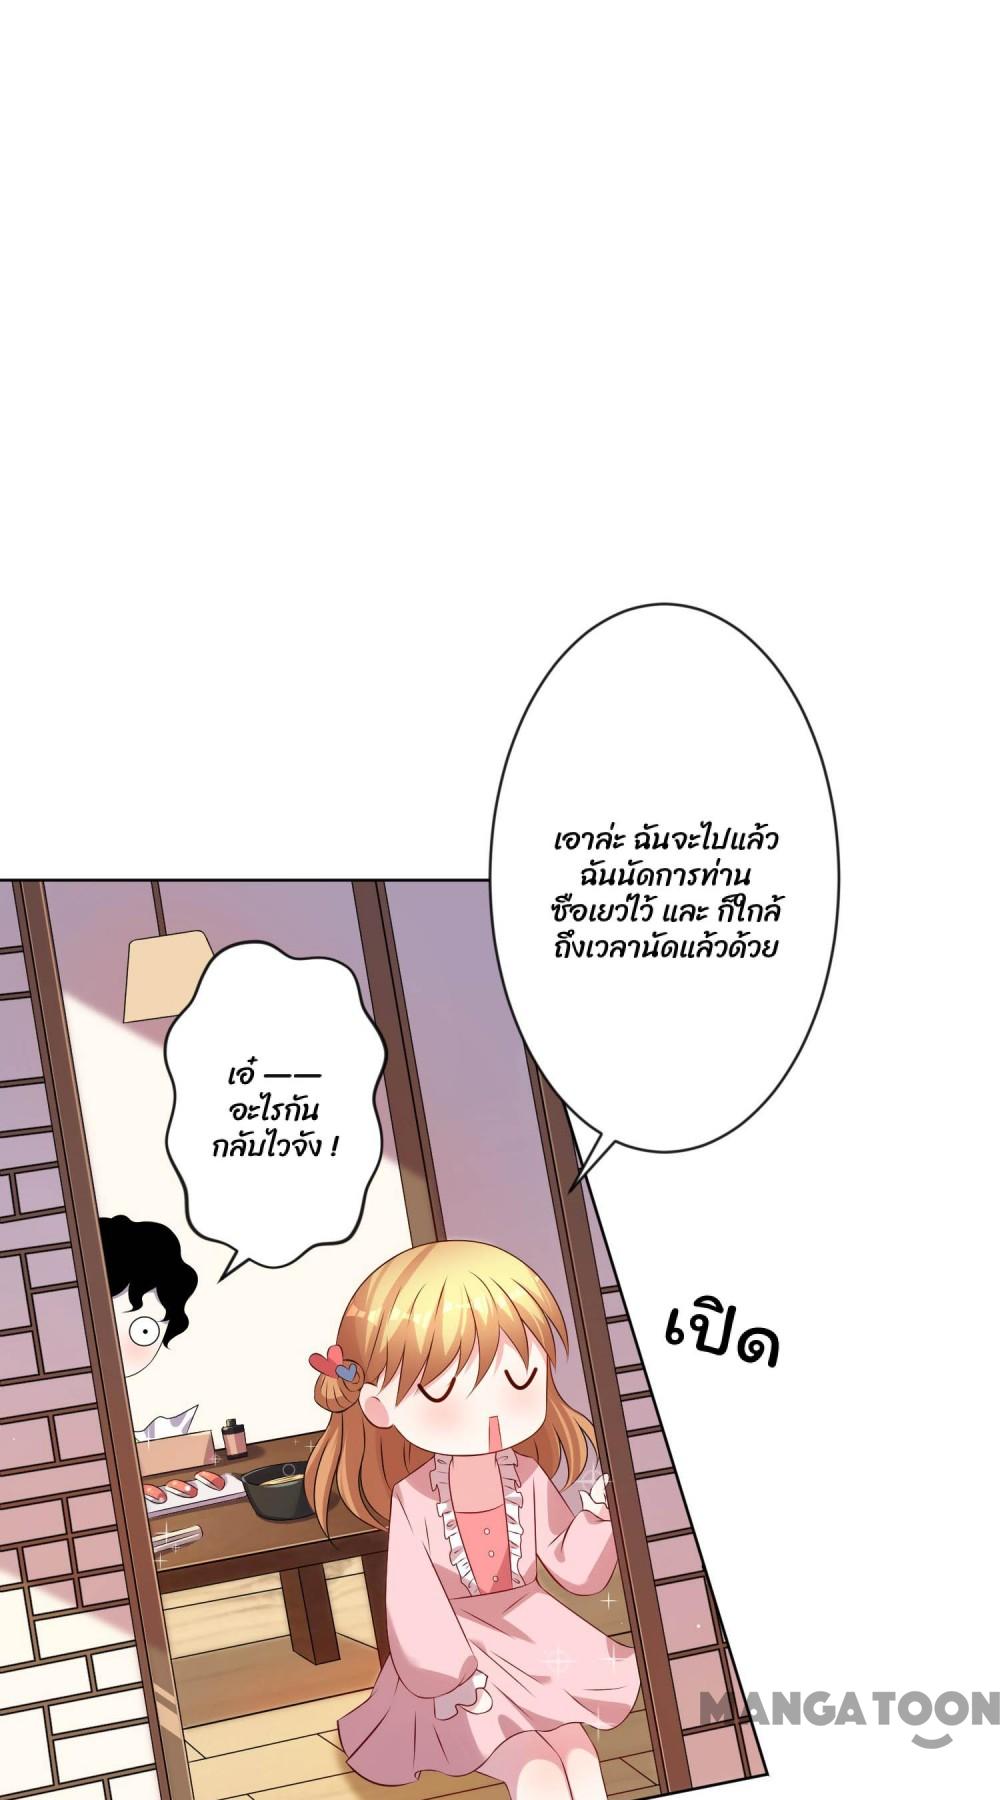 เอาล่ะ ฉันจะไปแล้ว
ฉันนัดการท่าน
ซือเยว่ไว้ และ ก็ใกล้
ถึงเวลานัดแล้วด้วย
เอ๋ ——
อะไรกัน
กลับไวจัง !
เปิด
MANGATOON